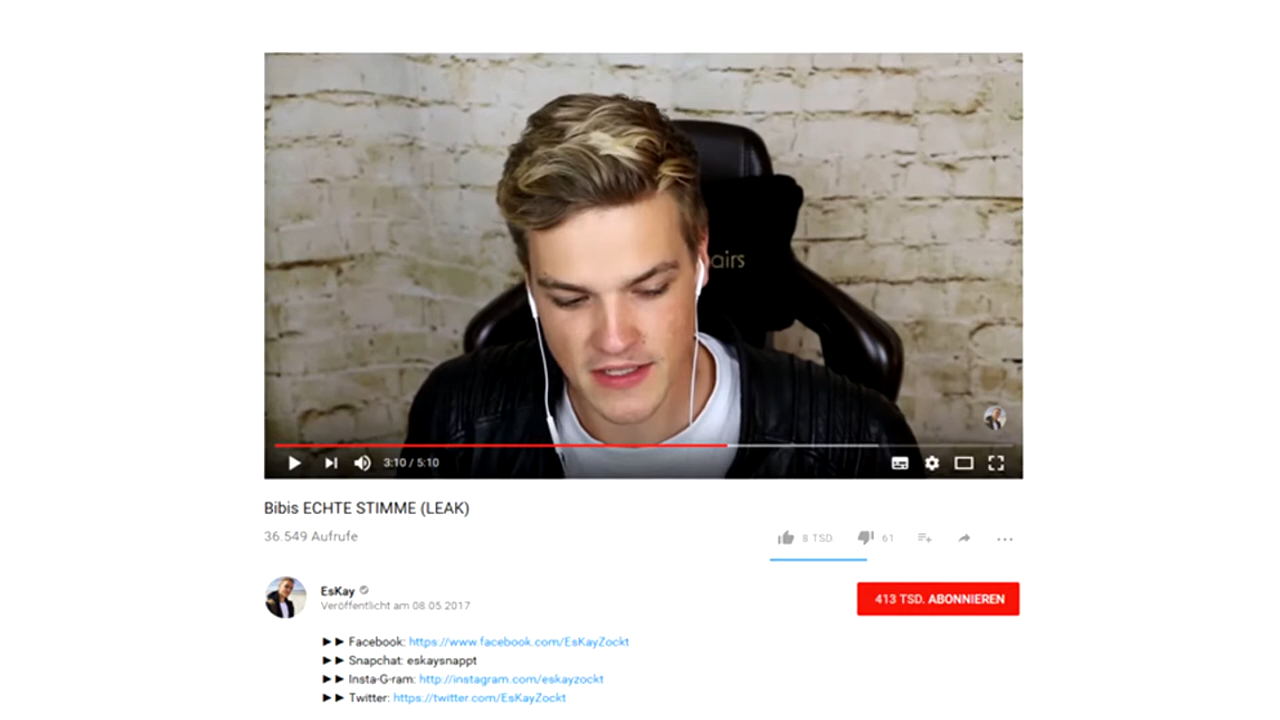 airs
3:10 / 5:10
Bibis ECHTE STIMME (LEAK)
36.549 Aufrufe
8 TSD. 61
EsKay
Veröffentlicht am 08.05.2017
413 TSD. ABONNIEREN
►► Facebook: https://www.facebook.com/EsKayZockt
►► Snapchat: eskaysnappt
►► Insta-G-ram: http://instagram.com/eskayzockt
►► Twitter: https://twitter.com/EsKayZockt